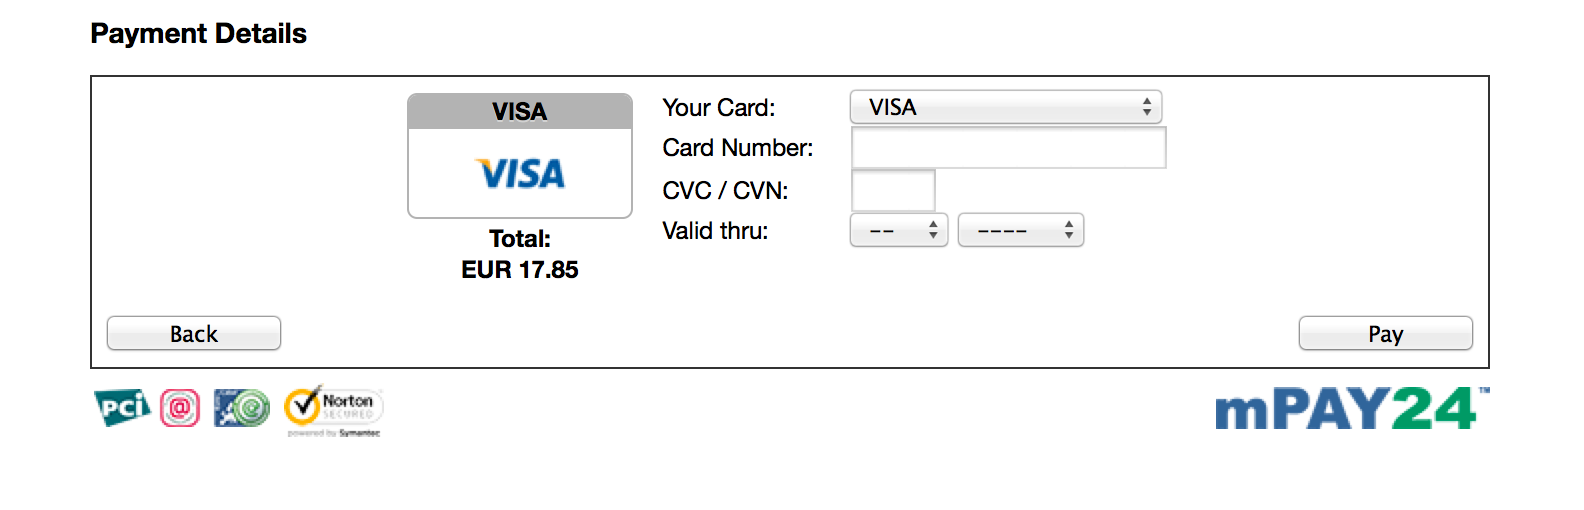 Payment Details
VISA
VISA
Total:
EUR 17.85
Your Card: VISA
Card Number:
CVC / CVN:
Valid thru: -- ----
Back
Pay
PCi
@
@
Norton
SECURED
powered by Symantec
mPAY24™